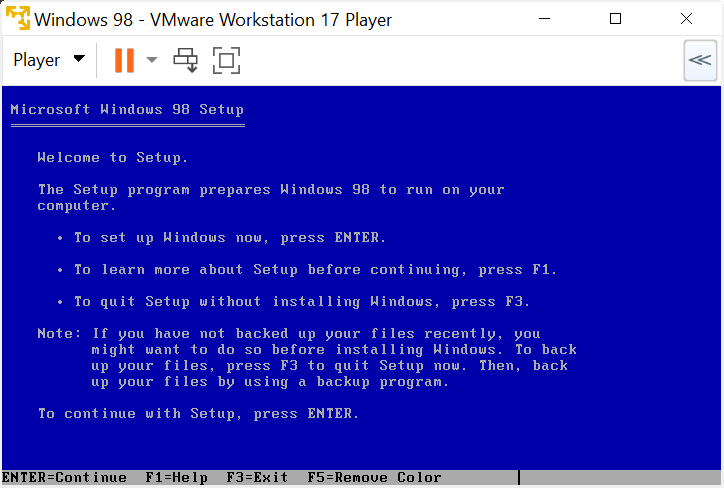 Windows 98 - VMware Workstation 17 Player
Player
Microsoft Windows 98 Setup
Welcome to Setup.
The Setup program prepares Windows 98 to run on your
computer.
• To set up Windows now, press ENTER.
• To learn more about Setup before continuing, press F1.
• To quit Setup without installing Windows, press F3.
Note: If you have not backed up your files recently, you
might want to do so before installing Windows. To back
up your files, press F3 to quit Setup now. Then, back
up your files by using a backup program.
To continue with Setup, press ENTER.
ENTER=Continue F1=Help F3=Exit F5=Remove Color